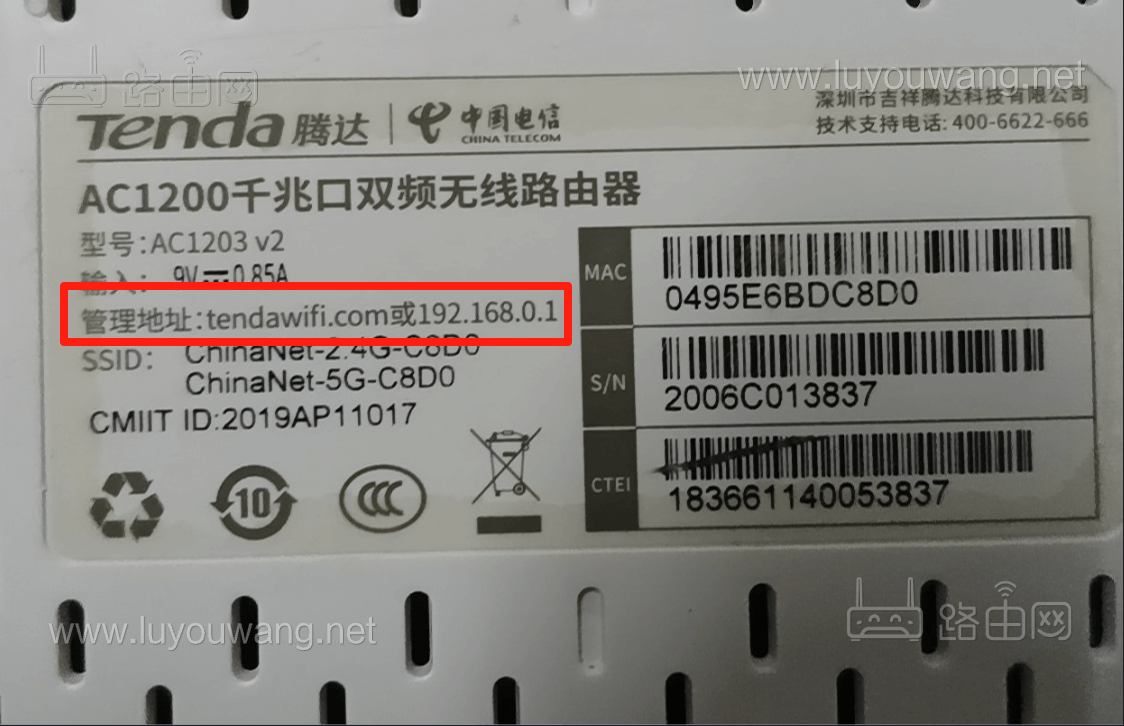 www.luyouwang.net
路由网
Tenda腾达 中国电信
CHINA TELECOM
深圳市吉祥腾达科技有限公司
技术支持电话: 400-6622-666
AC1200千兆口双频无线路由器
型号:AC1203 v2
输入: 9V 0.85A
管理地址:tendawifi.com或192.168.0.1
SSID: ChinaNet-2.4G-C8D0
ChinaNet-5G-C8D0
CMIIT ID:2019AP11017
10
MAC
0495E6BDC8D0
S/N
2006C013837
CTEI
183661140053837
www.luyouwang.net
路由网